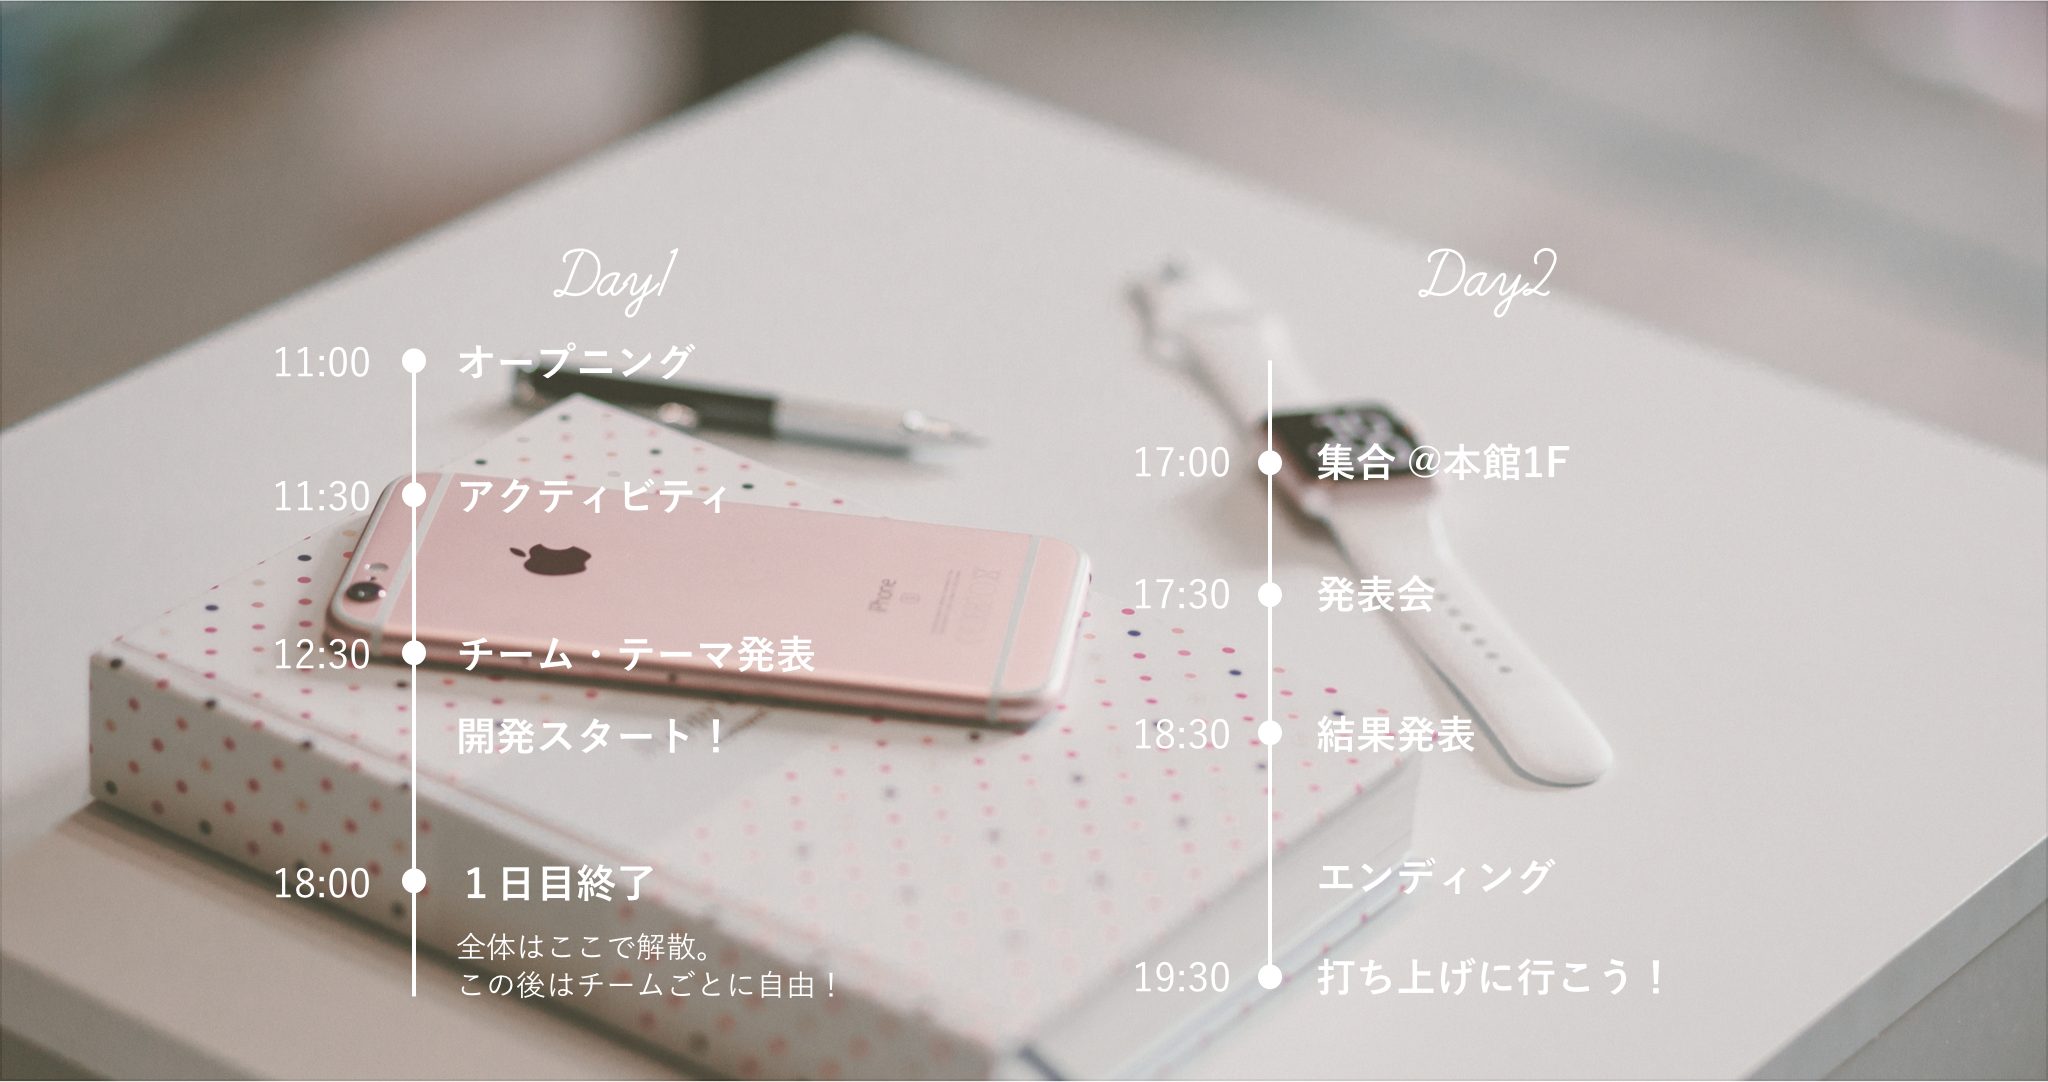 Day1
11:00 オープニング
11:30 アクティビティ
12:30 チーム・テーマ発表
開発スタート！
18:00 １日目終了
全体はここで解散。
この後はチームごとに自由！
Day2
17:00 集合 @本館1F
17:30 発表会
18:30 結果発表
エンディング
19:30 打ち上げに行こう！
iPhone